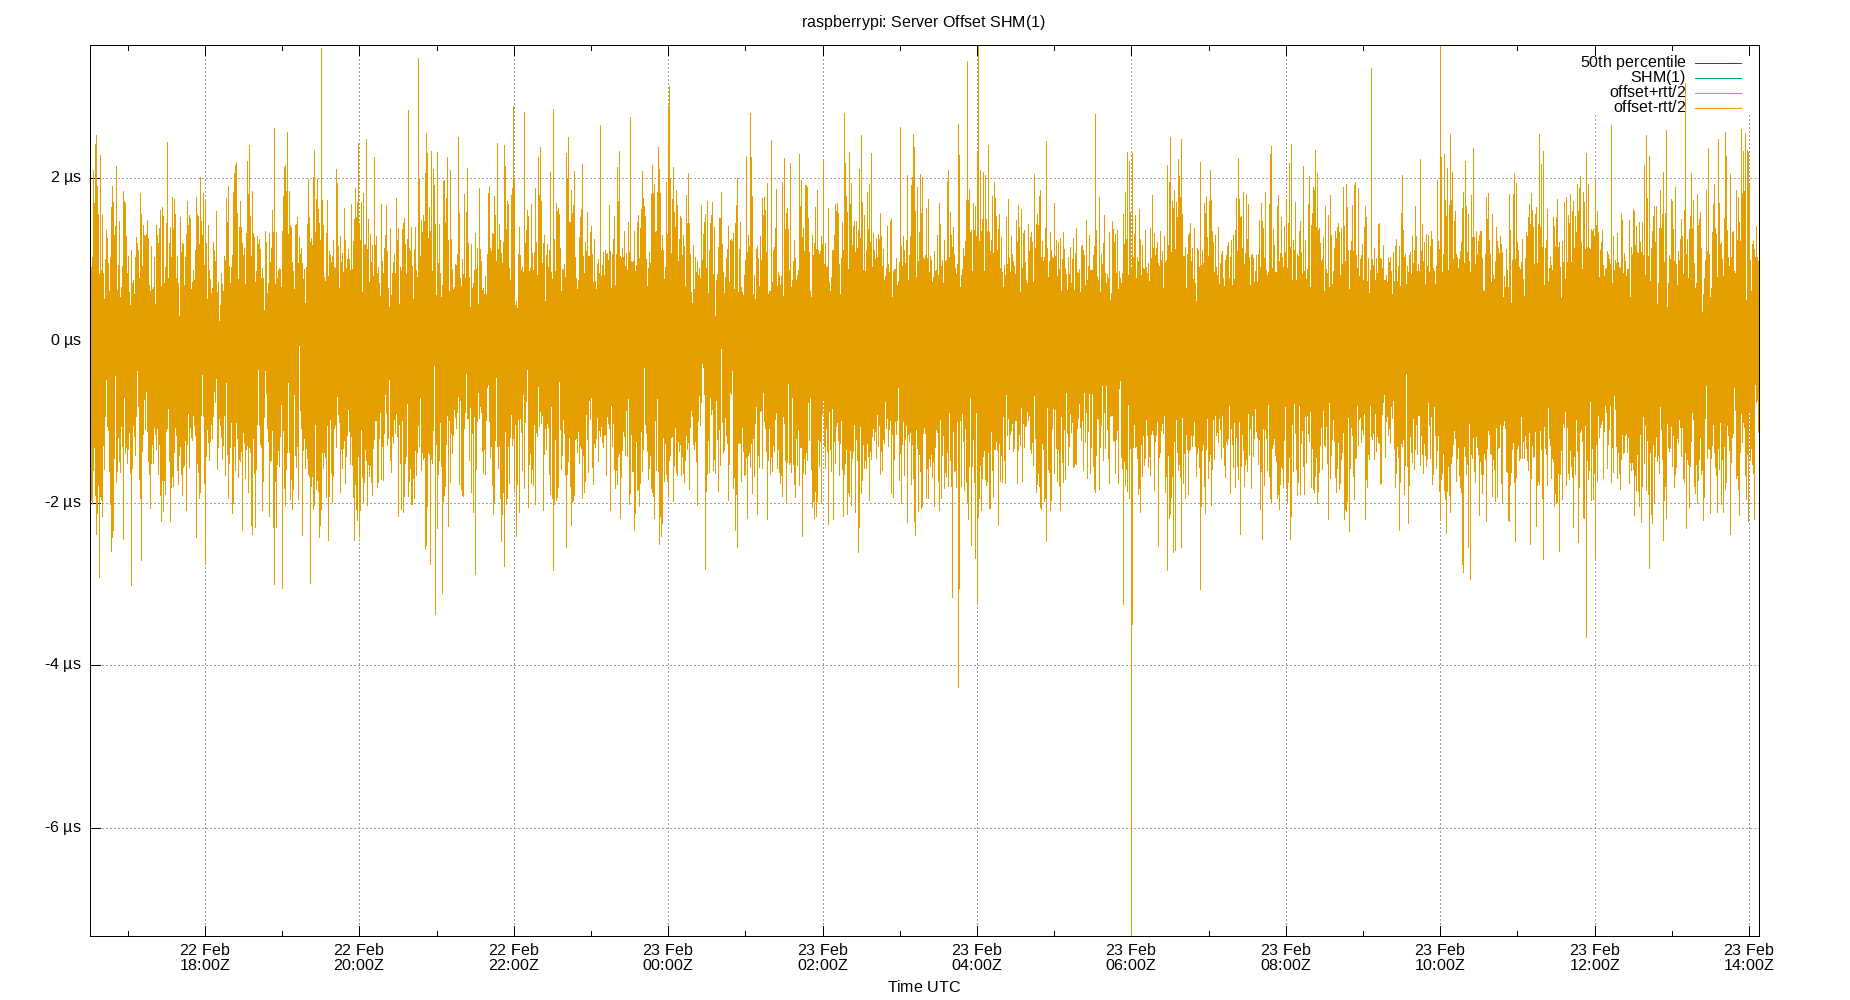 raspberrypi: Server Offset SHM(1)
50th percentile
SHM(1)
offset+rtt/2
offset-rtt/2
2 µs
0 µs
-2 µs
-4 µs
-6 µs
22 Feb 22 Feb 22 Feb 23 Feb 23 Feb 23 Feb 23 Feb 23 Feb 23 Feb 23 Feb 23 Feb
18:00Z 20:00Z 22:00Z 00:00Z 02:00Z 04:00Z 06:00Z 08:00Z 10:00Z 12:00Z 14:00Z
Time UTC